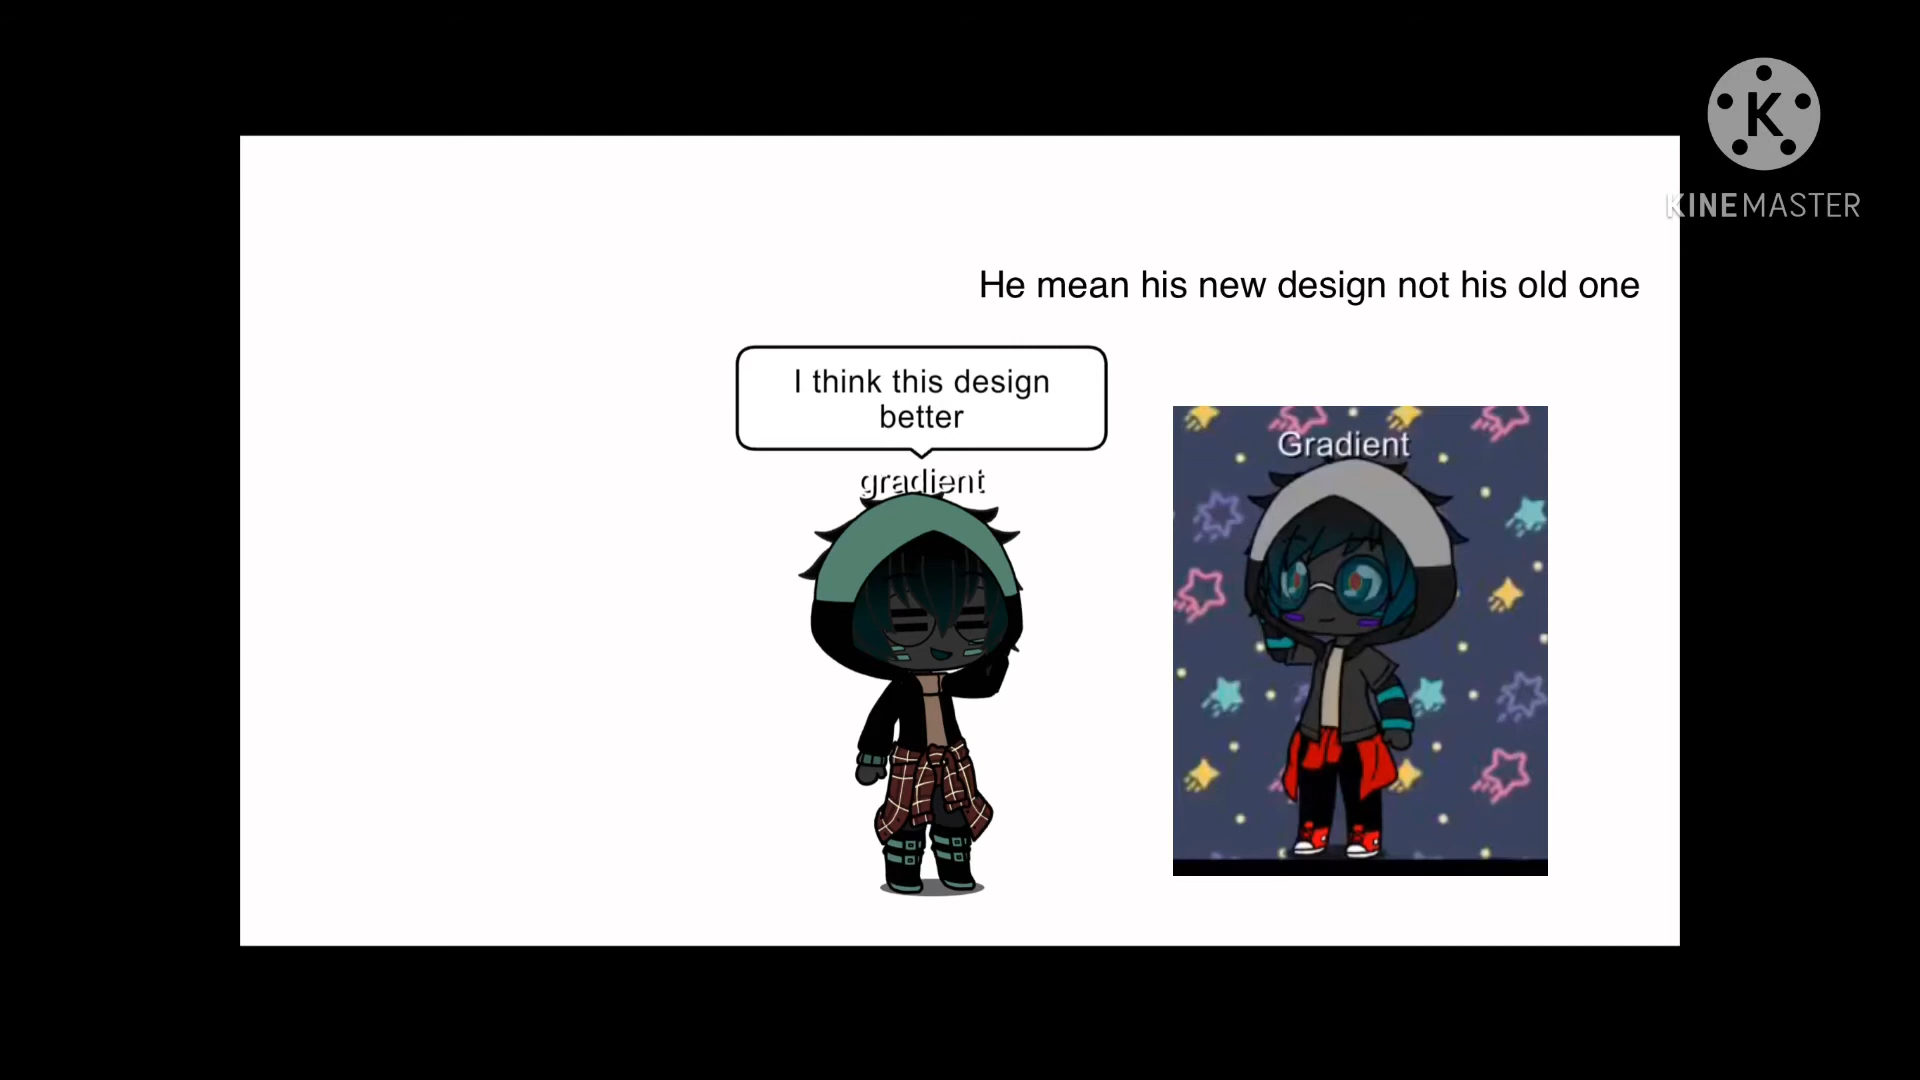 K
KINEMASTER
He mean his new design not his old one
I think this design
better
gradient
Gradient